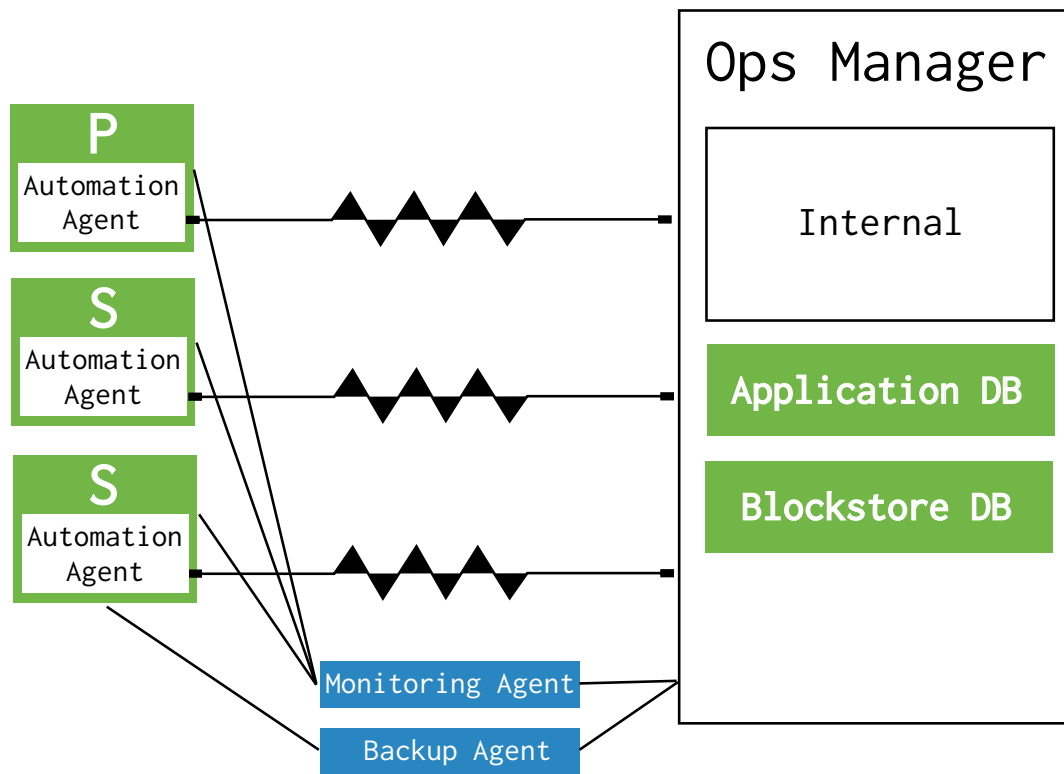 Ops Manager
P
Automation
Agent
Internal
S
Automation
Agent
Application DB
S
Automation
Agent
Blockstore DB
Monitoring Agent
Backup Agent